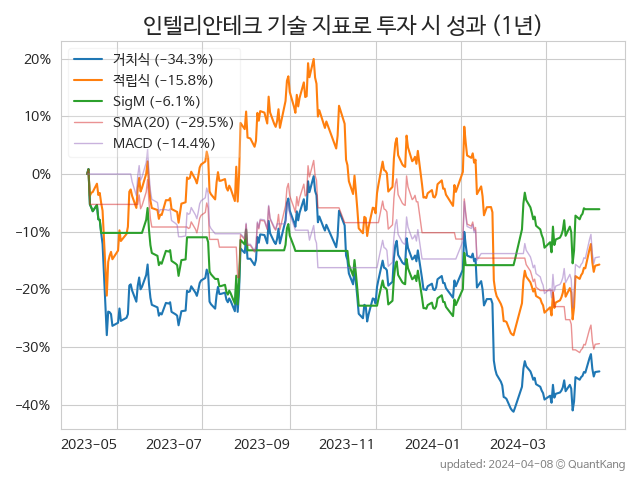 인텔리안테크 기술 지표로 투자 시 성과 (1년)
20%
10%
0%
−10%
−20%
−30%
−40%
거치식 (−34.3%)
적립식 (−15.8%)
SigM (−6.1%)
SMA(20) (−29.5%)
MACD (−14.4%)
2023-05 2023-07 2023-09 2023-11 2024-01 2024-03
updated: 2024-04-08 © QuantKang